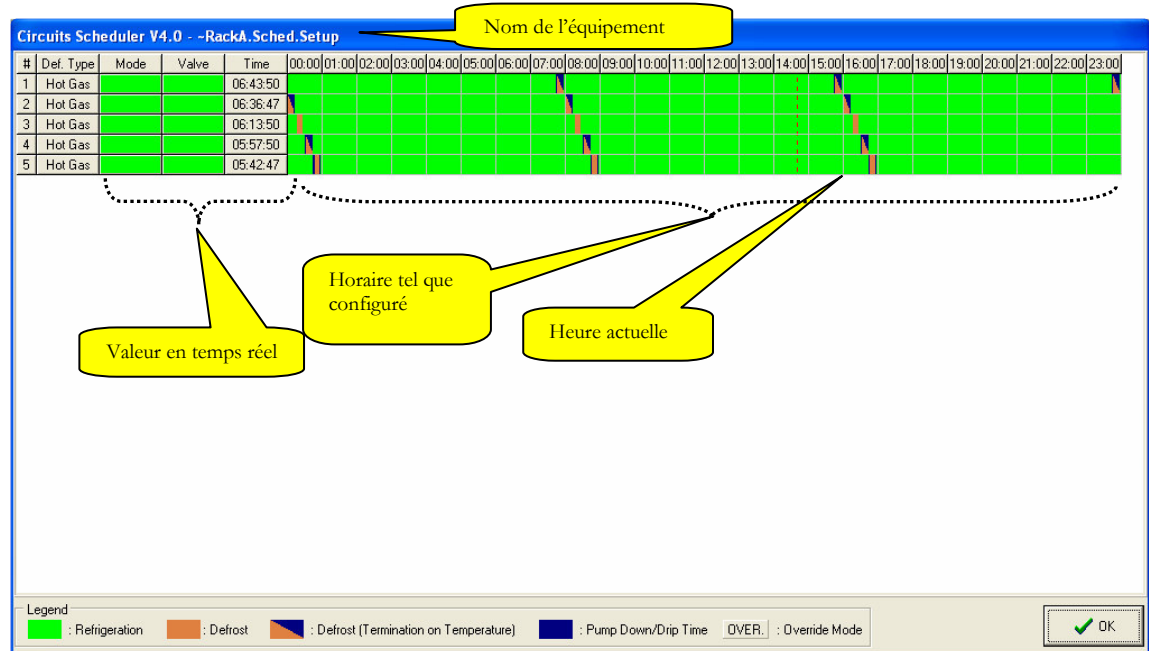 Nom de l'équipement
Circuits Scheduler V4.0 - ~RackA.Sched.Setup
# Def. Type Mode Valve Time 00:00 01:00 02:00 03:00 04:00 05:00 06:00 07:00 08:00 09:00 10:00 11:00 12:00 13:00 14:00 15:00 16:00 17:00 18:00 19:00 20:00 21:00 22:00 23:00
1 Hot Gas 06:43:50
2 Hot Gas 06:36:47
3 Hot Gas 06:13:50
4 Hot Gas 05:57:50
5 Hot Gas 05:42:47
Horaire tel que
configuré
Heure actuelle
Valeur en temps réel
Legend
: Refrigeration : Defrost : Defrost (Termination on Temperature) : Pump Down/Drip Time OVER. : Override Mode
OK